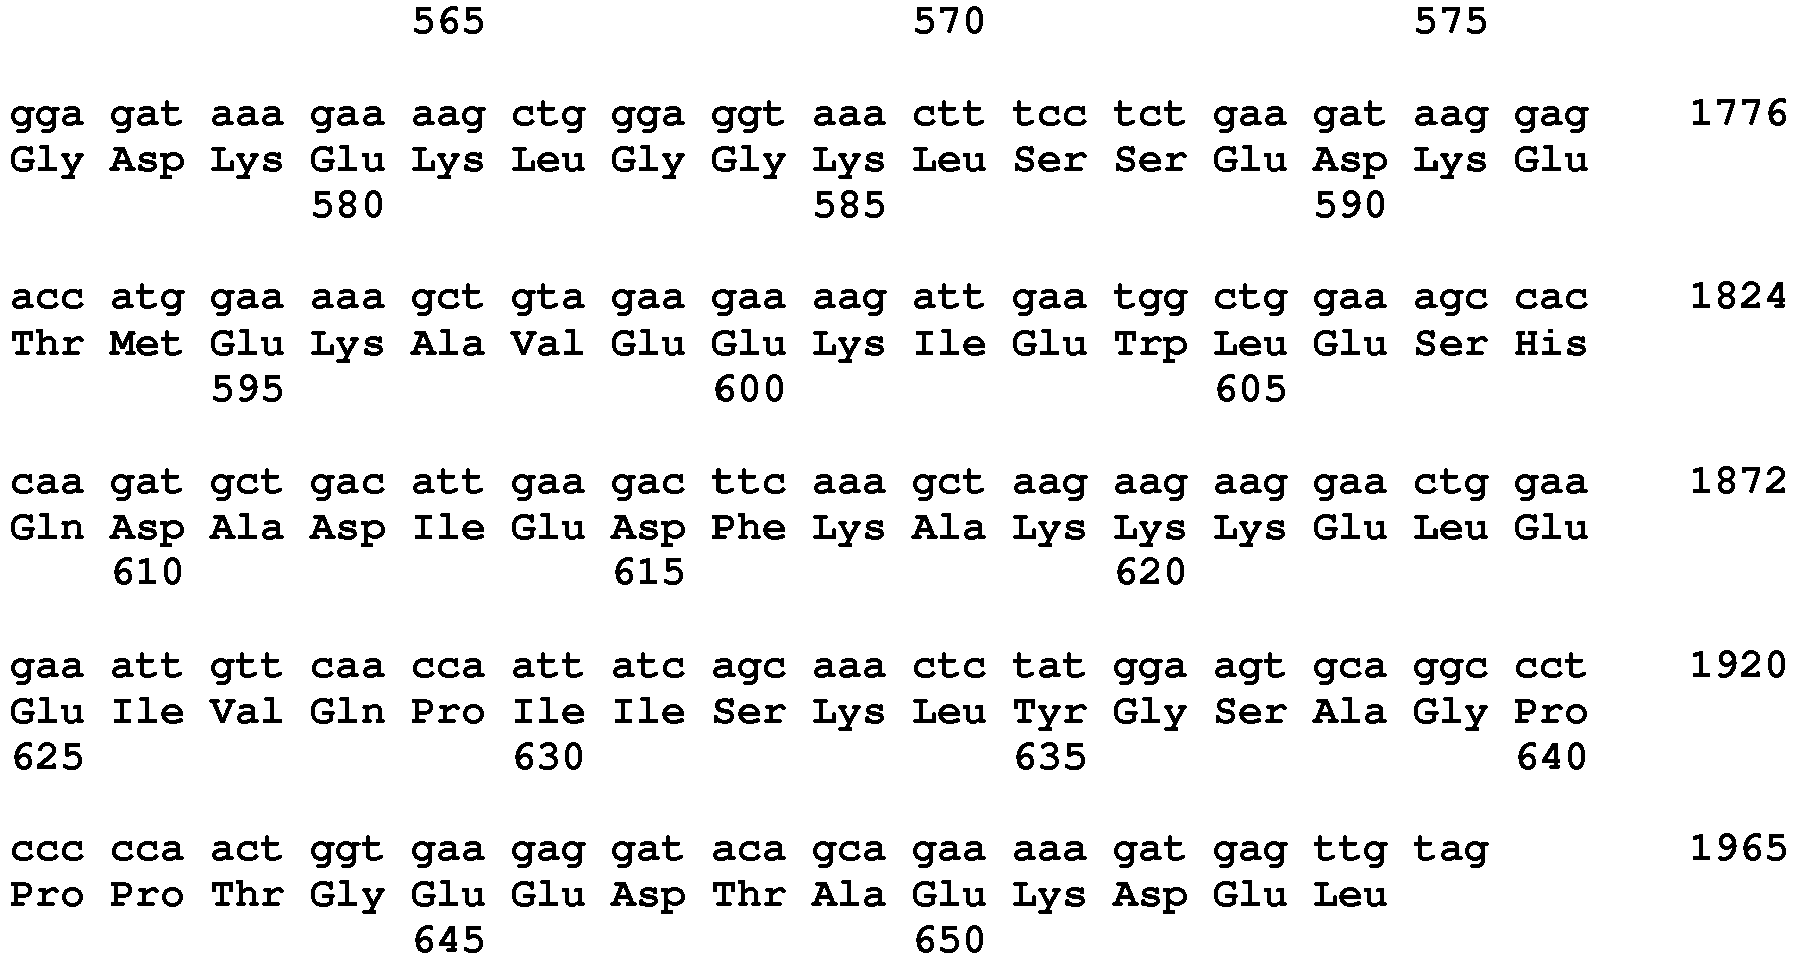 565 570 575
gga gat aaa gaa aag ctg gga ggt aaa ctt tcc tct gaa gat aag gag 1776
Gly Asp Lys Glu Lys Leu Gly Gly Lys Leu Ser Ser Glu Asp Lys Glu
580 585 590
acc atg gaa aaa gct gta gaa gaa aag att gaa tgg ctg gaa agc cac 1824
Thr Met Glu Lys Ala Val Glu Glu Lys Ile Glu Trp Leu Glu Ser His
595 600 605
caa gat gct gac att gaa gac ttc aaa gct aag aag aag gaa ctg gaa 1872
Gln Asp Ala Asp Ile Glu Asp Phe Lys Ala Lys Lys Lys Glu Leu Glu
610 615 620
gaa att gtt caa cca att atc agc aaa ctc tat gga agt gca ggc cct 1920
Glu Ile Val Gln Pro Ile Ile Ser Lys Leu Tyr Gly Ser Ala Gly Pro
625 630 635 640
ccc cca act ggt gaa gag gat aca gca gaa aaa gat gag ttg tag 1965
Pro Pro Thr Gly Glu Glu Asp Thr Ala Glu Lys Asp Glu Leu
645 650